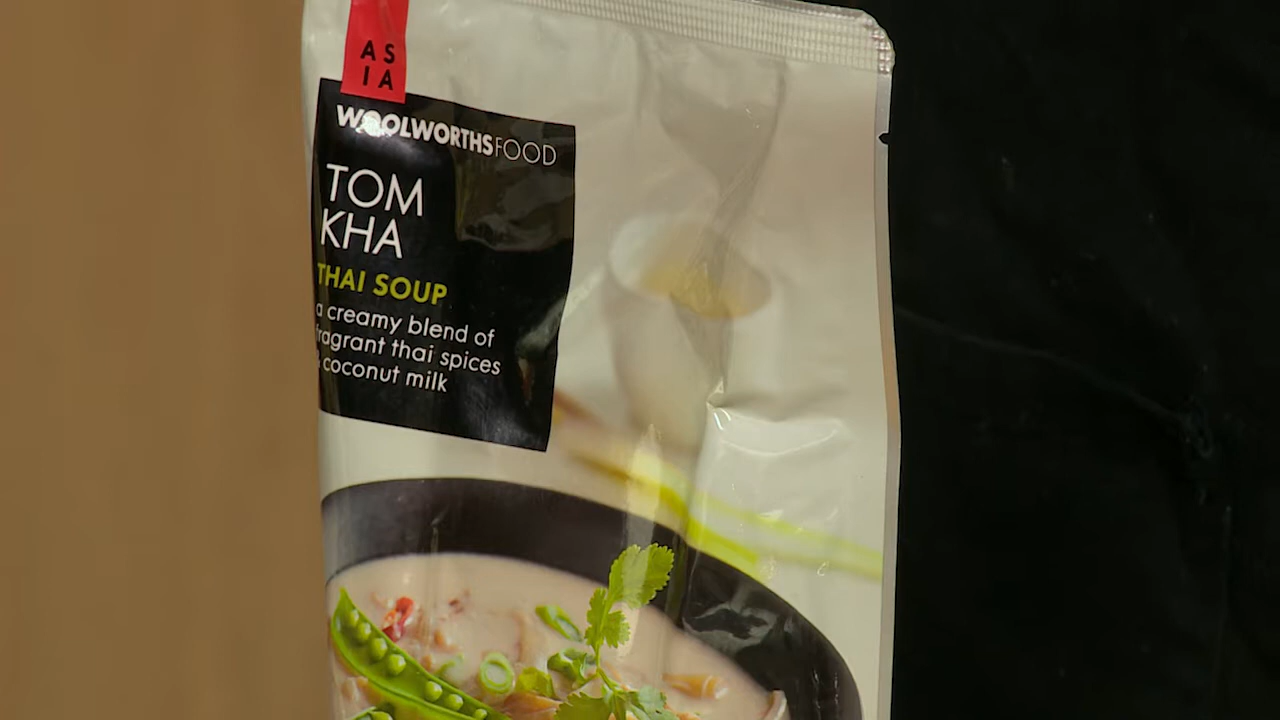 AS
IA
WOOLWORTHSFOOD
TOM
KHA
THAI SOUP
a creamy blend of
fragrant thai spices
coconut milk